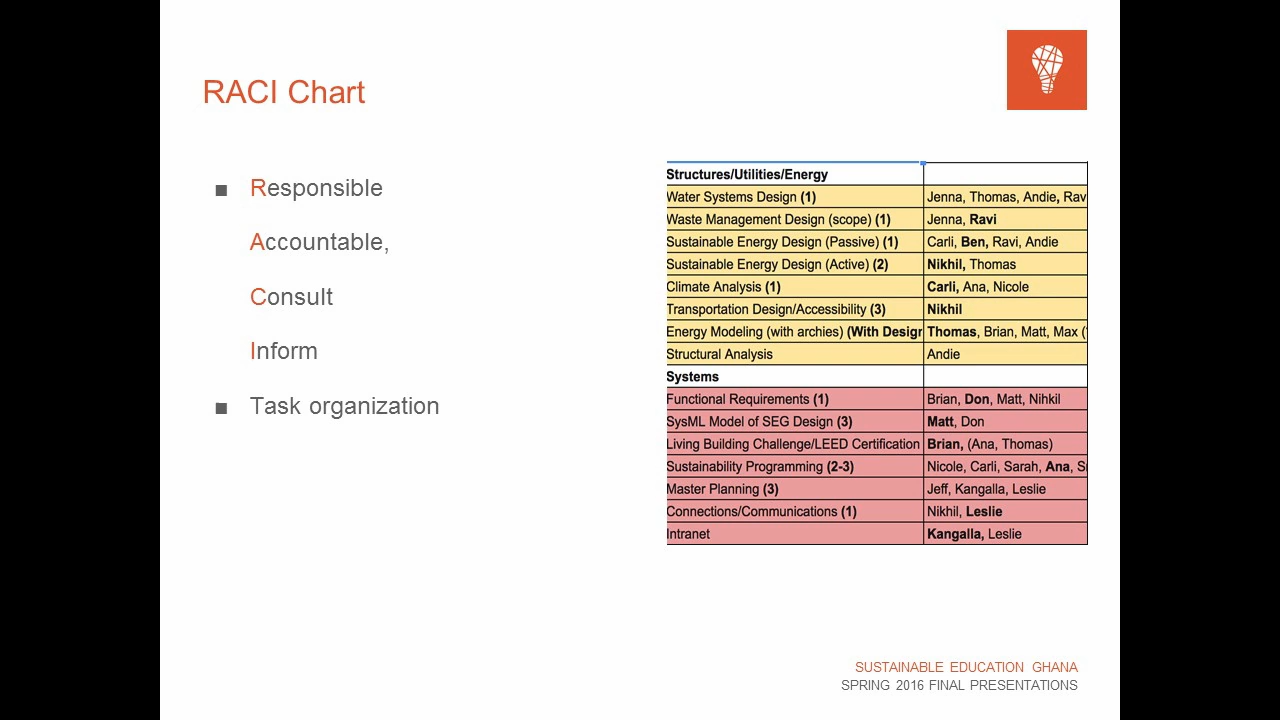 RACI Chart
■ Responsible
Accountable,
Consult
Inform
■ Task organization
Structures/Utilities/Energy
Water Systems Design (1) Jenna, Thomas, Andie, Rav
Waste Management Design (scope) (1) Jenna, Ravi
Sustainable Energy Design (Passive) (1) Carli, Ben, Ravi, Andie
Sustainable Energy Design (Active) (2) Nikhil, Thomas
Climate Analysis (1) Carli, Ana, Nicole
Transportation Design/Accessibility (3) Nikhil
Energy Modeling (with archies) (With Design Thomas, Brian, Matt, Max (
Structural Analysis Andie
Systems
Functional Requirements (1) Brian, Don, Matt, Nihkil
SysML Model of SEG Design (3) Matt, Don
Living Building Challenge/LEED Certification Brian, (Ana, Thomas)
Sustainability Programming (2-3) Nicole, Carli, Sarah, Ana, S
Master Planning (3) Jeff, Kangalla, Leslie
Connections/Communications (1) Nikhil, Leslie
Intranet Kangalla, Leslie
SUSTAINABLE EDUCATION GHANA
SPRING 2016 FINAL PRESENTATIONS